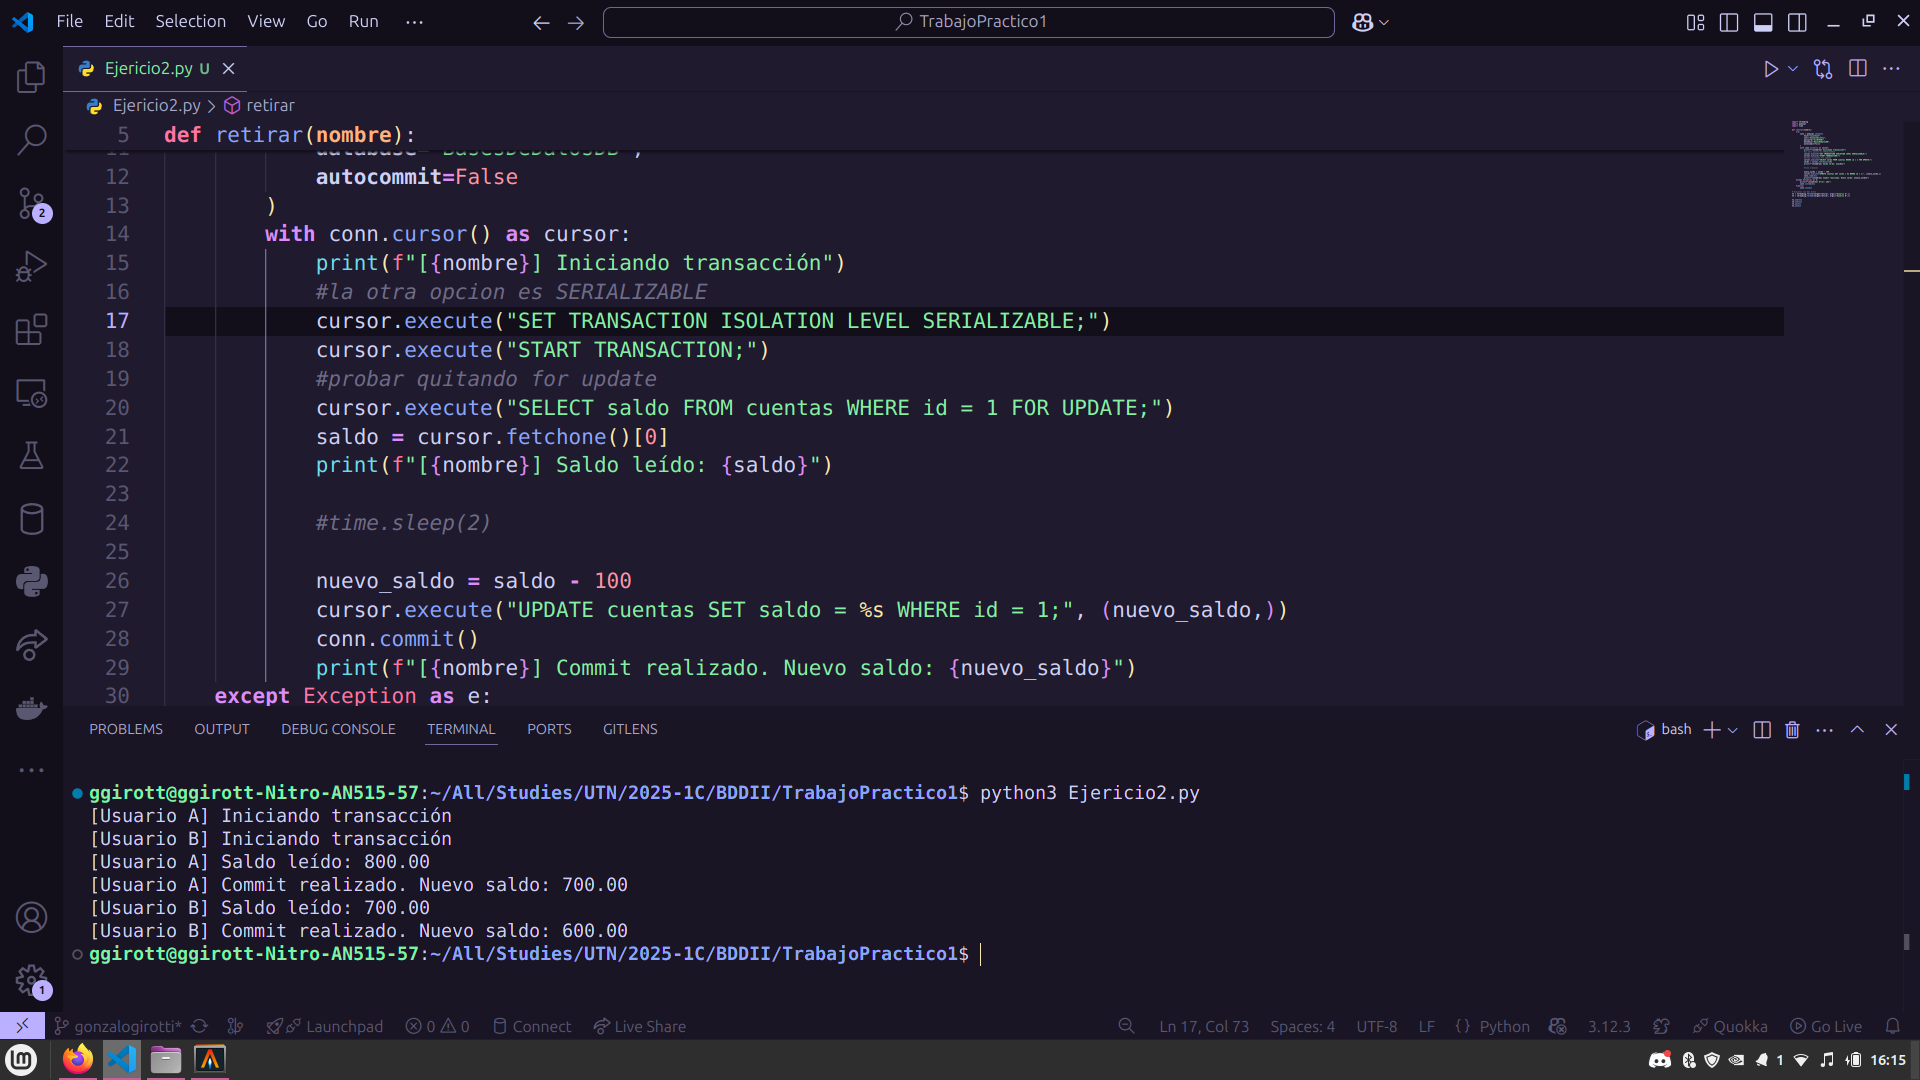 File Edit Selection View Go Run ···
TrabajoPractico1
Ejericio2.py U
Ejericio2.py > retirar
5 def retirar(nombre):
12 autocommit=False
13 )
14 with conn.cursor() as cursor:
15 print(f"[{nombre}] Iniciando transacción")
16 #la otra opcion es SERIALIZABLE
17 cursor.execute("SET TRANSACTION ISOLATION LEVEL SERIALIZABLE;")
18 cursor.execute("START TRANSACTION;")
19 #probar quitando for update
20 cursor.execute("SELECT saldo FROM cuentas WHERE id = 1 FOR UPDATE;")
21 saldo = cursor.fetchone()[0]
22 print(f"[{nombre}] Saldo leído: {saldo}")
23
24 #time.sleep(2)
25
26 nuevo_saldo = saldo - 100
27 cursor.execute("UPDATE cuentas SET saldo = %s WHERE id = 1;", (nuevo_saldo,))
28 conn.commit()
29 print(f"[{nombre}] Commit realizado. Nuevo saldo: {nuevo_saldo}")
30 except Exception as e:
PROBLEMS OUTPUT DEBUG CONSOLE TERMINAL PORTS GITLENS
bash
ggirott@ggirott-Nitro-AN515-57:~/All/Studies/UTN/2025-1C/BDDII/TrabajoPractico1$ python3 Ejericio2.py
[Usuario A] Iniciando transacción
[Usuario B] Iniciando transacción
[Usuario A] Saldo leído: 800.00
[Usuario A] Commit realizado. Nuevo saldo: 700.00
[Usuario B] Saldo leído: 700.00
[Usuario B] Commit realizado. Nuevo saldo: 600.00
ggirott@ggirott-Nitro-AN515-57:~/All/Studies/UTN/2025-1C/BDDII/TrabajoPractico1$
2
1
gonzalogirotti* Launchpad 0 0 Connect Live Share Ln 17, Col 73 Spaces: 4 UTF-8 LF {} Python 3.12.3 Quokka Go Live
1 16:15